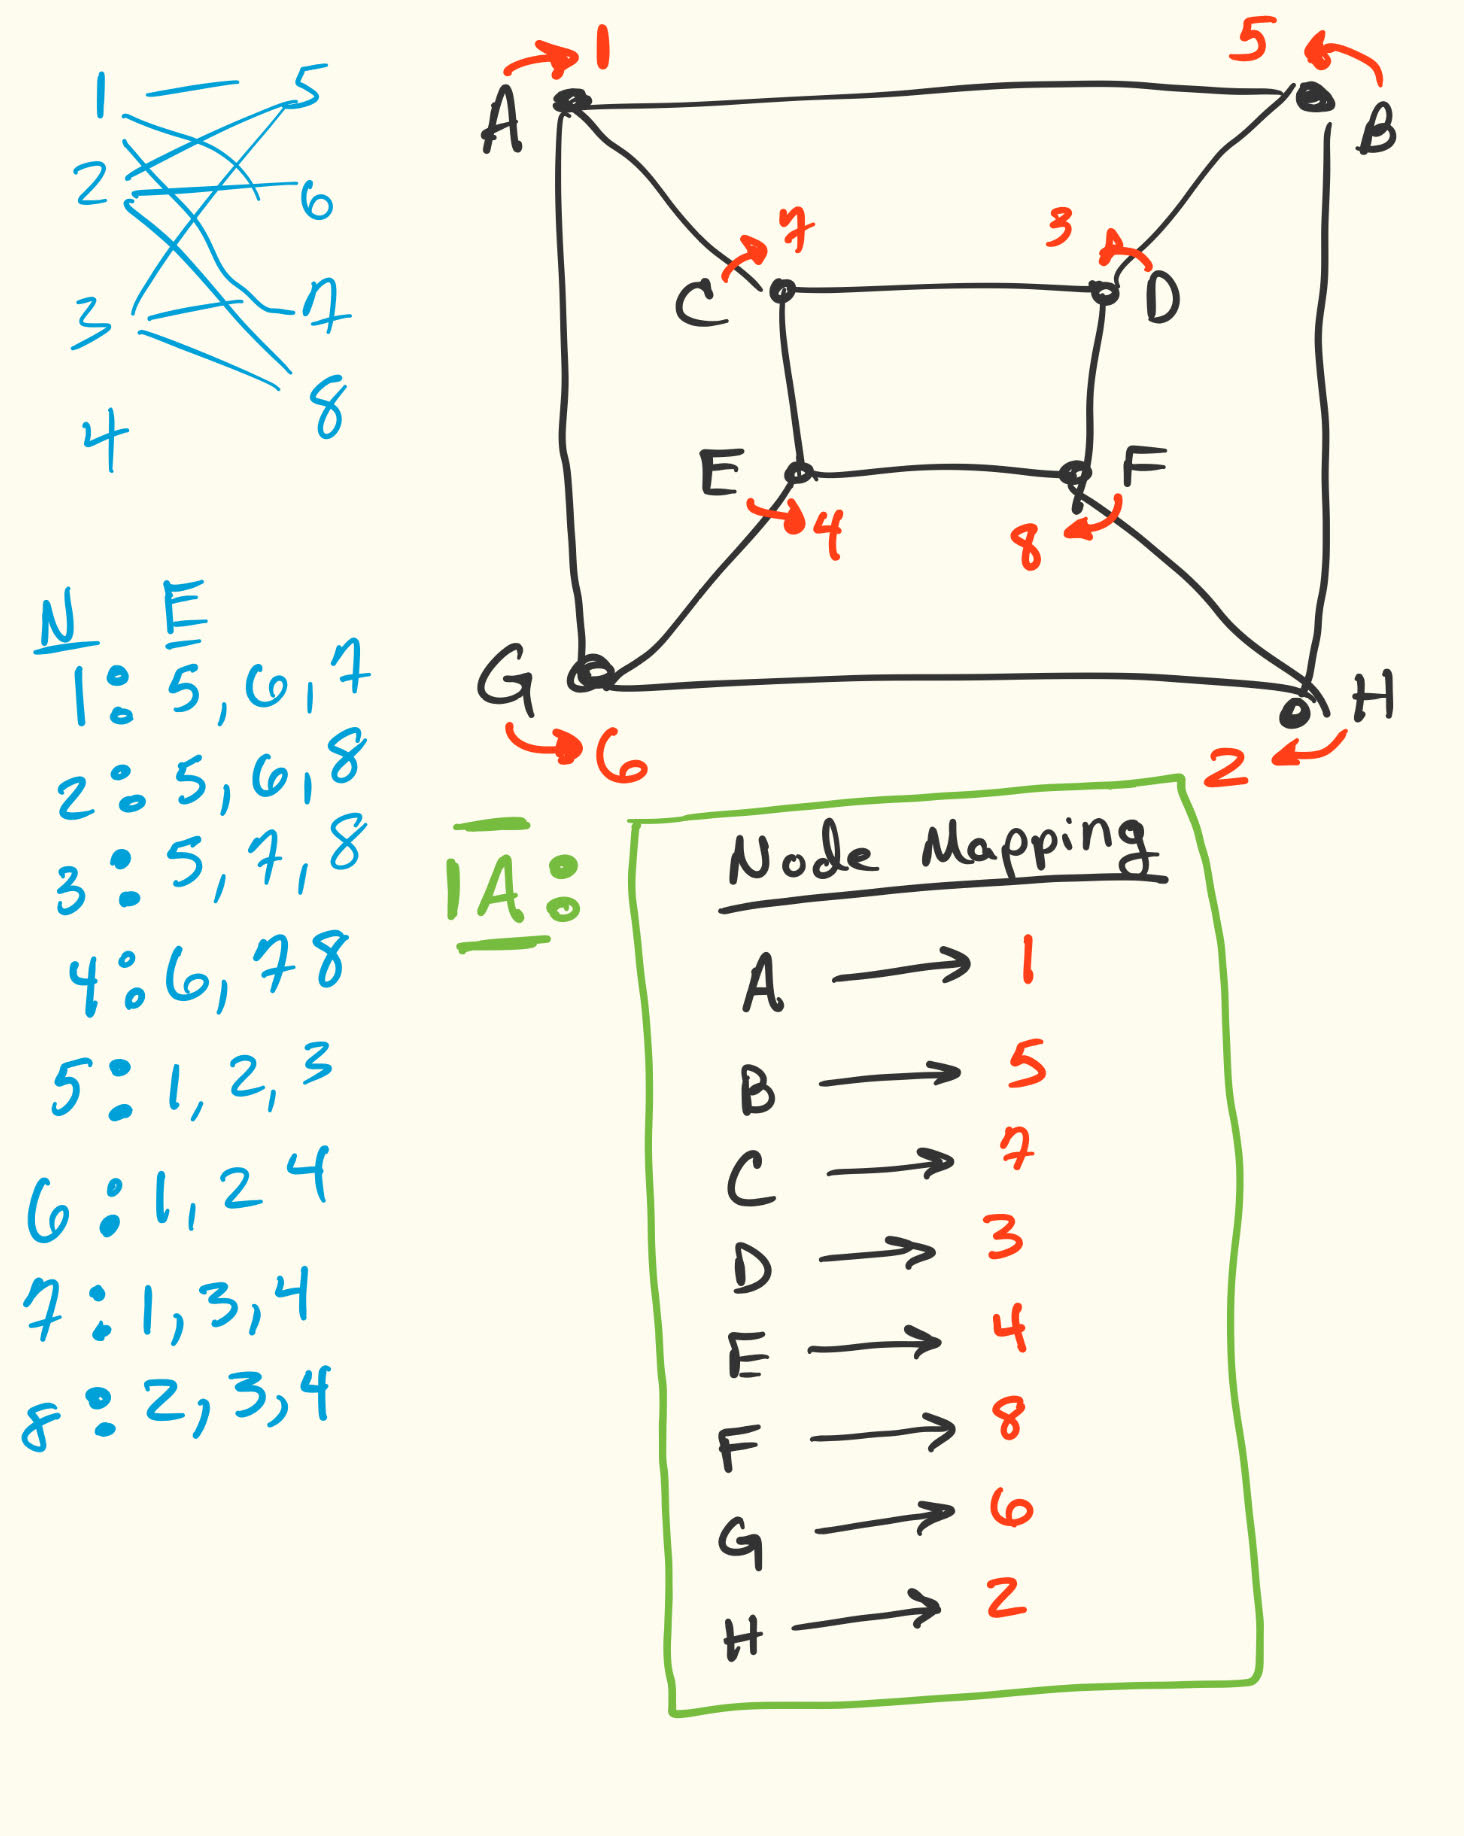 1 5
2 6
3 7
4 8
A 1
5 B
C 7
3 D
E 4
8 F
G 6
2 H
N E
1: 5, 6, 7
2: 5, 6, 8
3: 5, 7, 8
4: 6, 7 8
5: 1, 2, 3
6: 1, 2 4
7: 1, 3, 4
8: 2, 3, 4
1A:
Node Mapping
A → 1
B → 5
C → 7
D → 3
E → 4
F → 8
G → 6
H → 2